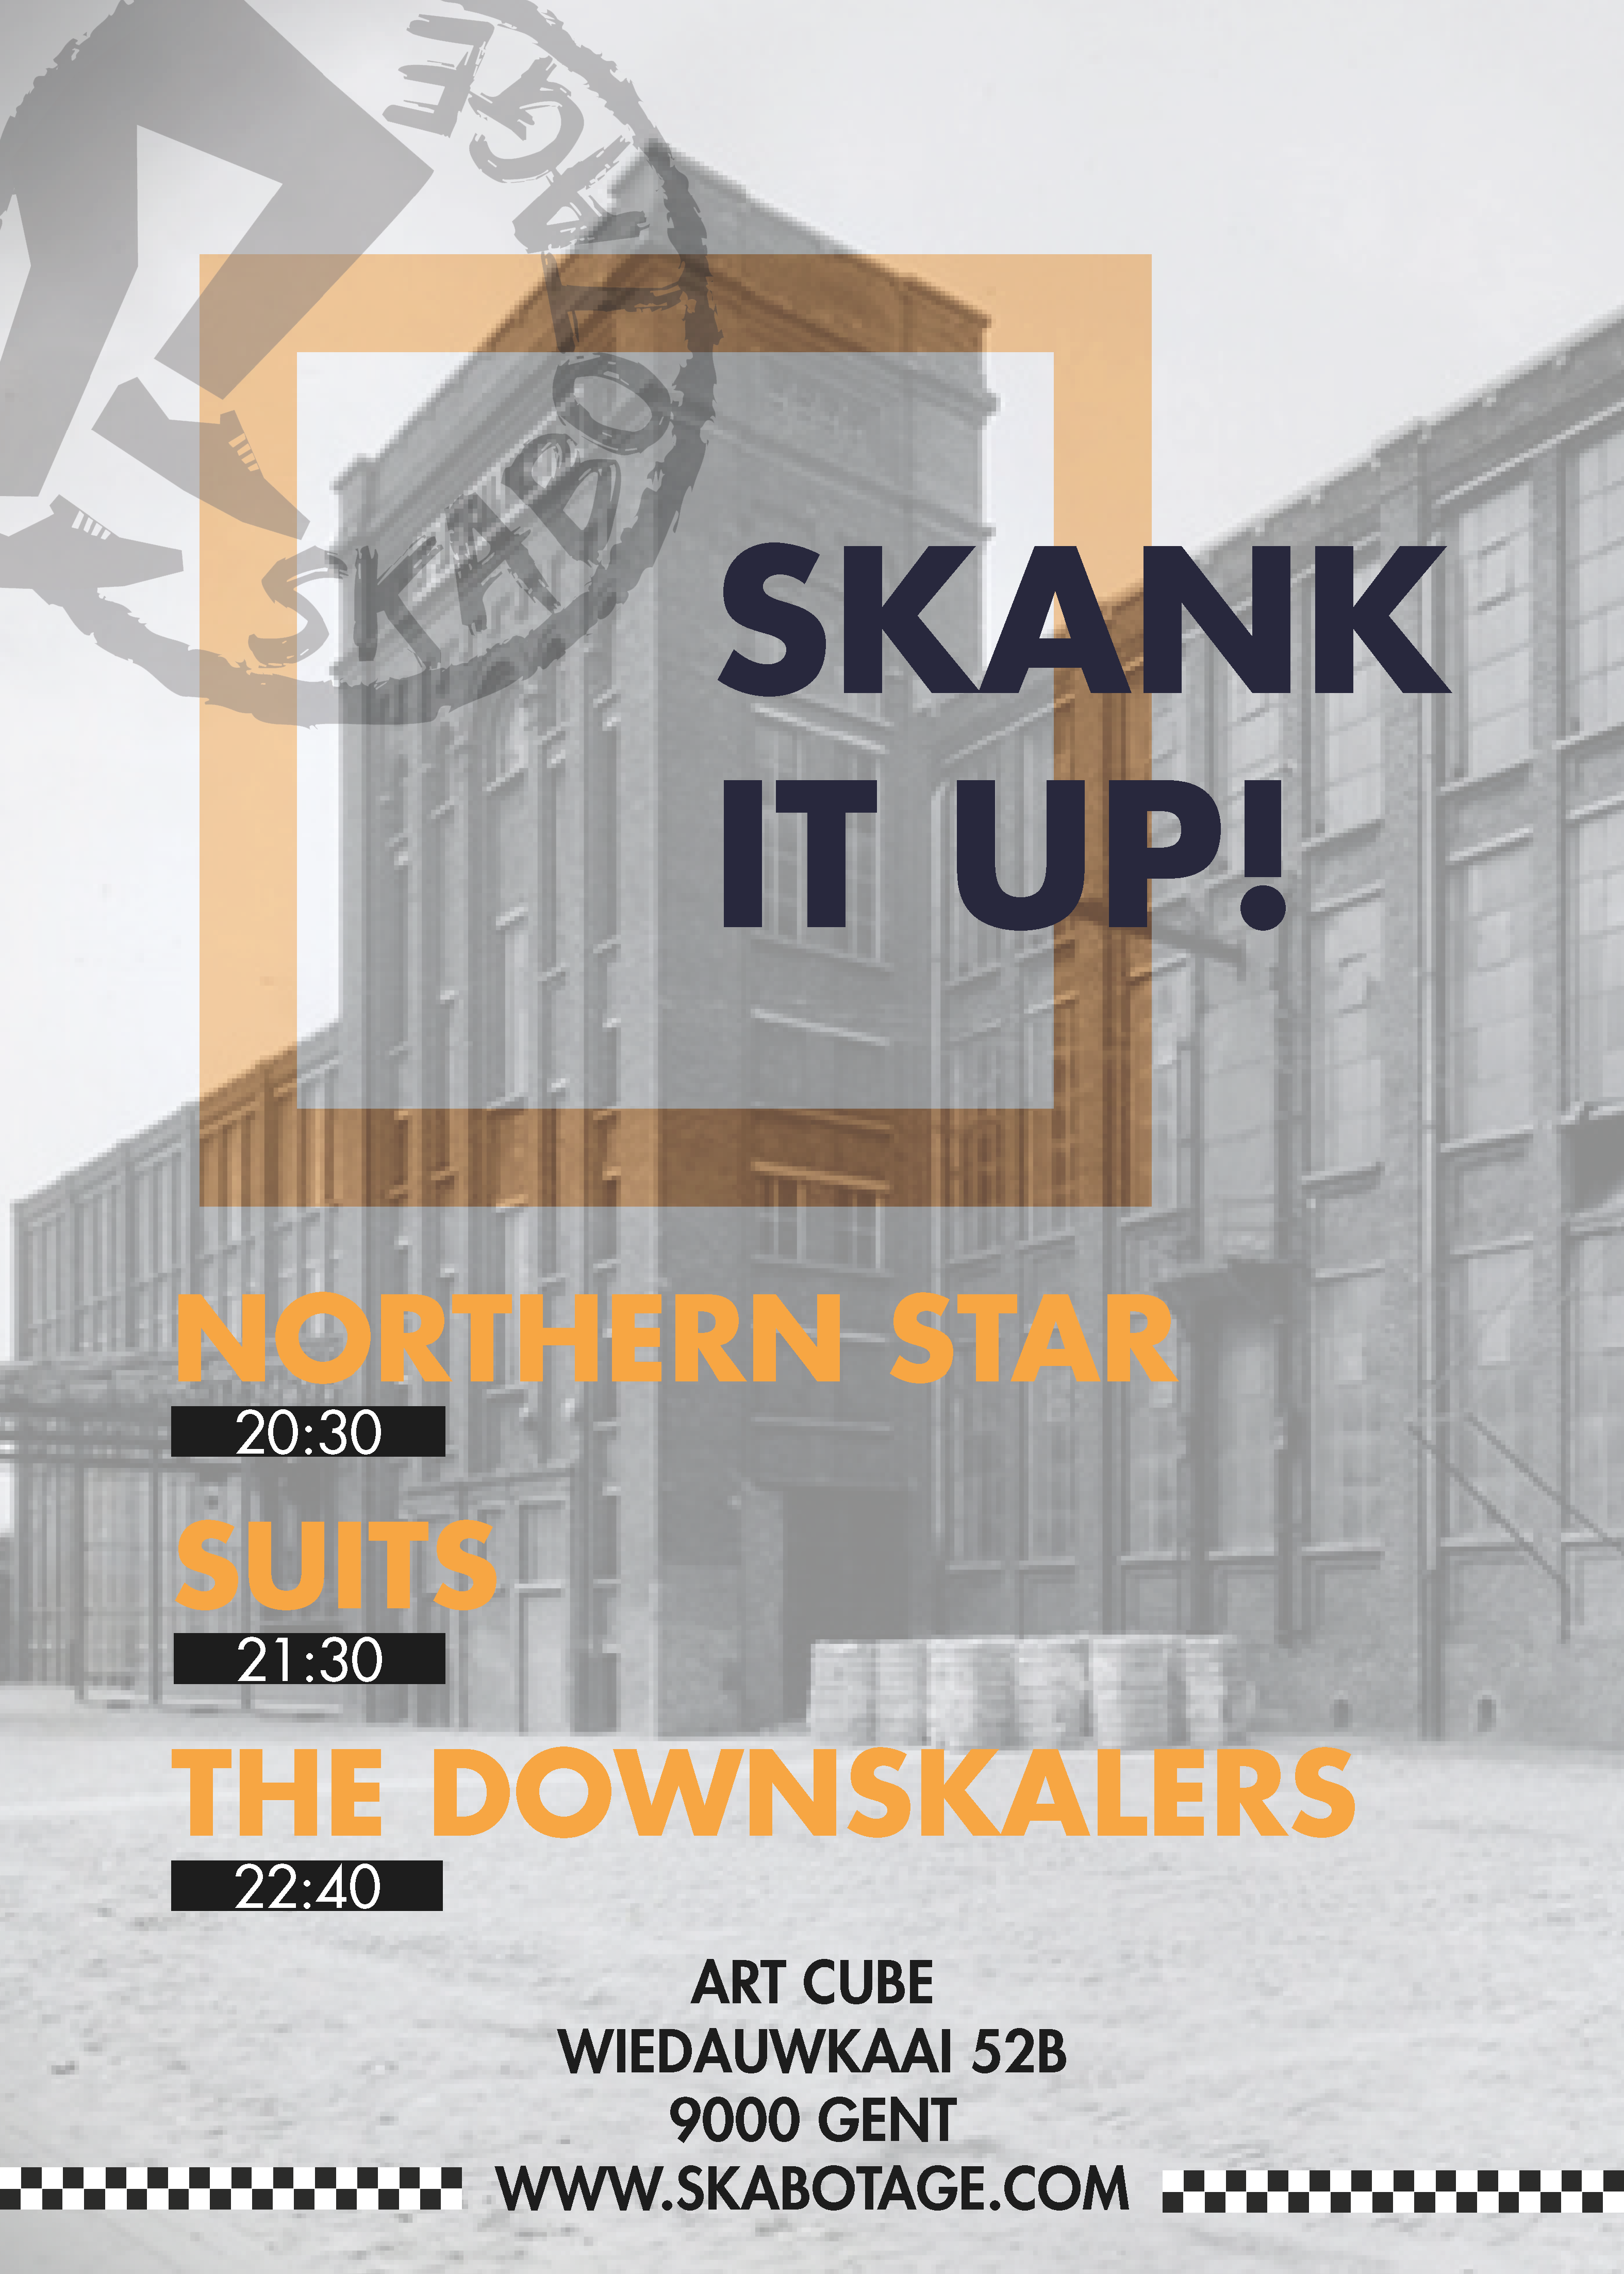 SKABOTAGE
SKANK
IT UP!
NORTHERN STAR
20:30
SUITS
21:30
THE DOWNSKALERS
22:40
ART CUBE
WIEDAUWKAAI 52B
9000 GENT
WWW.SKABOTAGE.COM